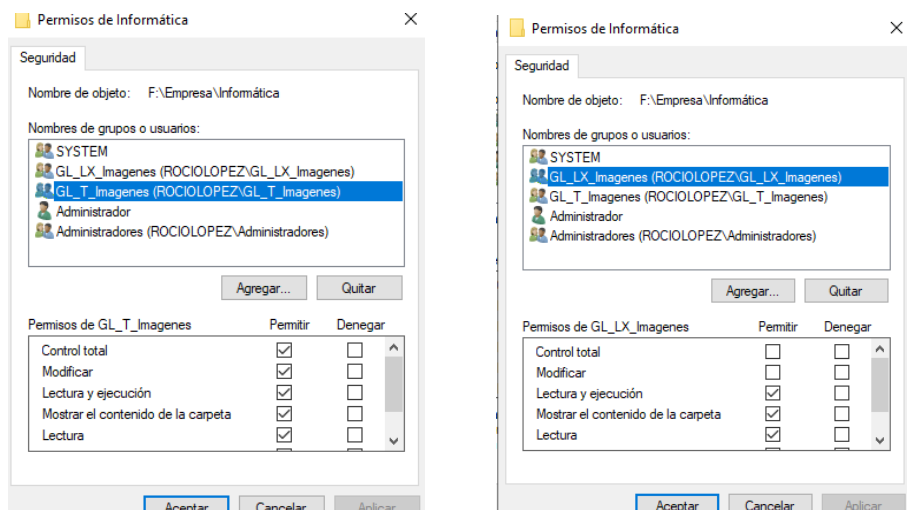 Permisos de Informática
Seguridad
Nombre de objeto: F:\Empresa\Informática
Nombres de grupos o usuarios:
SYSTEM
GL_LX_Imagenes (ROCIOLOPEZ\GL_LX_Imagenes)
GL_T_Imagenes (ROCIOLOPEZ\GL_T_Imagenes)
Administrador
Administradores (ROCIOLOPEZ\Administradores)
Agregar... Quitar
Permisos de GL_T_Imagenes Permitir Denegar
Control total
Modificar
Lectura y ejecución
Mostrar el contenido de la carpeta
Lectura
Aceptar Cancelar Aplicar
Permisos de Informática
Seguridad
Nombre de objeto: F:\Empresa\Informática
Nombres de grupos o usuarios:
SYSTEM
GL_LX_Imagenes (ROCIOLOPEZ\GL_LX_Imagenes)
GL_T_Imagenes (ROCIOLOPEZ\GL_T_Imagenes)
Administrador
Administradores (ROCIOLOPEZ\Administradores)
Agregar... Quitar
Permisos de GL_LX_Imagenes Permitir Denegar
Control total
Modificar
Lectura y ejecución
Mostrar el contenido de la carpeta
Lectura
Aceptar Cancelar Aplicar